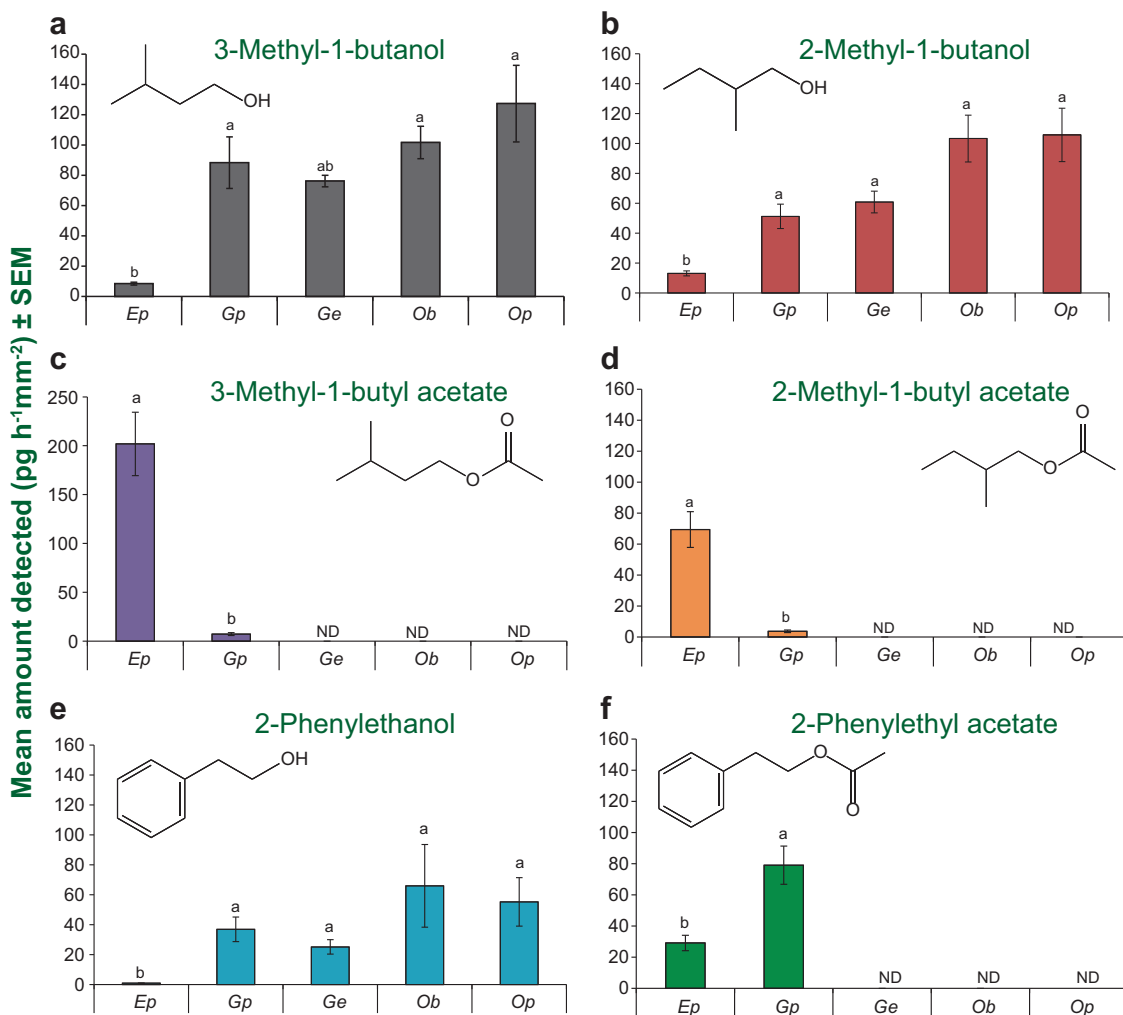 Mean amount detected (pg h-1mm-2) ± SEM
a
3-Methyl-1-butanol
160
140
120
100
80
60
40
20
0
OH
b
a
ab
a
a
Ep Gp Ge Ob Op
b
2-Methyl-1-butanol
160
140
120
100
80
60
40
20
0
OH
b
a
a
a
a
Ep Gp Ge Ob Op
c
3-Methyl-1-butyl acetate
250
200
150
100
50
0
O
O
a
b
ND ND ND
Ep Gp Ge Ob Op
d
2-Methyl-1-butyl acetate
160
140
120
100
80
60
40
20
0
O
O
a
b
ND ND ND
Ep Gp Ge Ob Op
e
2-Phenylethanol
160
140
120
100
80
60
40
20
0
OH
b
a
a
a
a
Ep Gp Ge Ob Op
f
2-Phenylethyl acetate
160
140
120
100
80
60
40
20
0
O
O
b
a
ND ND ND
Ep Gp Ge Ob Op